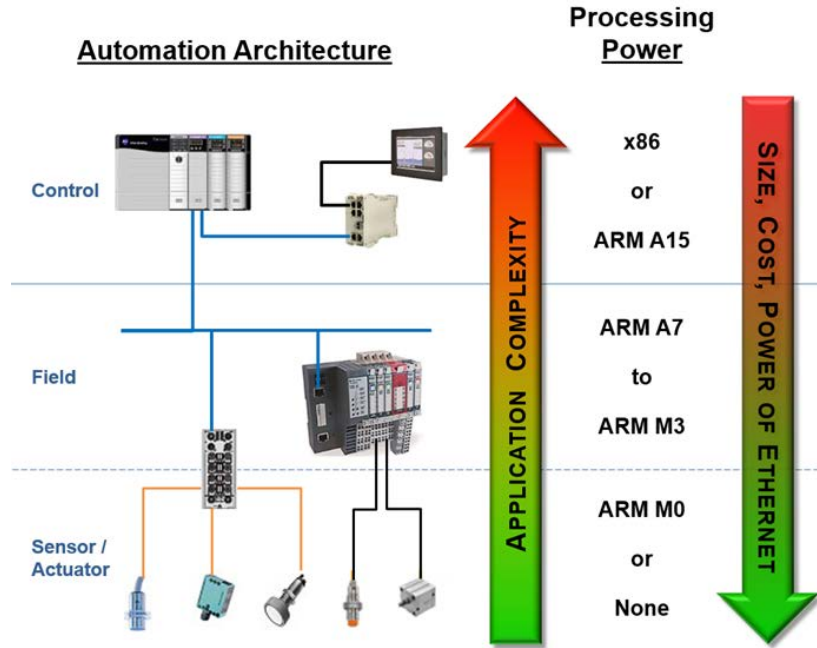 Automation Architecture
Processing
Power
Control
x86
or
ARM A15
Field
ARM A7
to
ARM M3
Sensor /
Actuator
ARM M0
or
None
APPLICATION COMPLEXITY
SIZE, COST, POWER OF ETHERNET